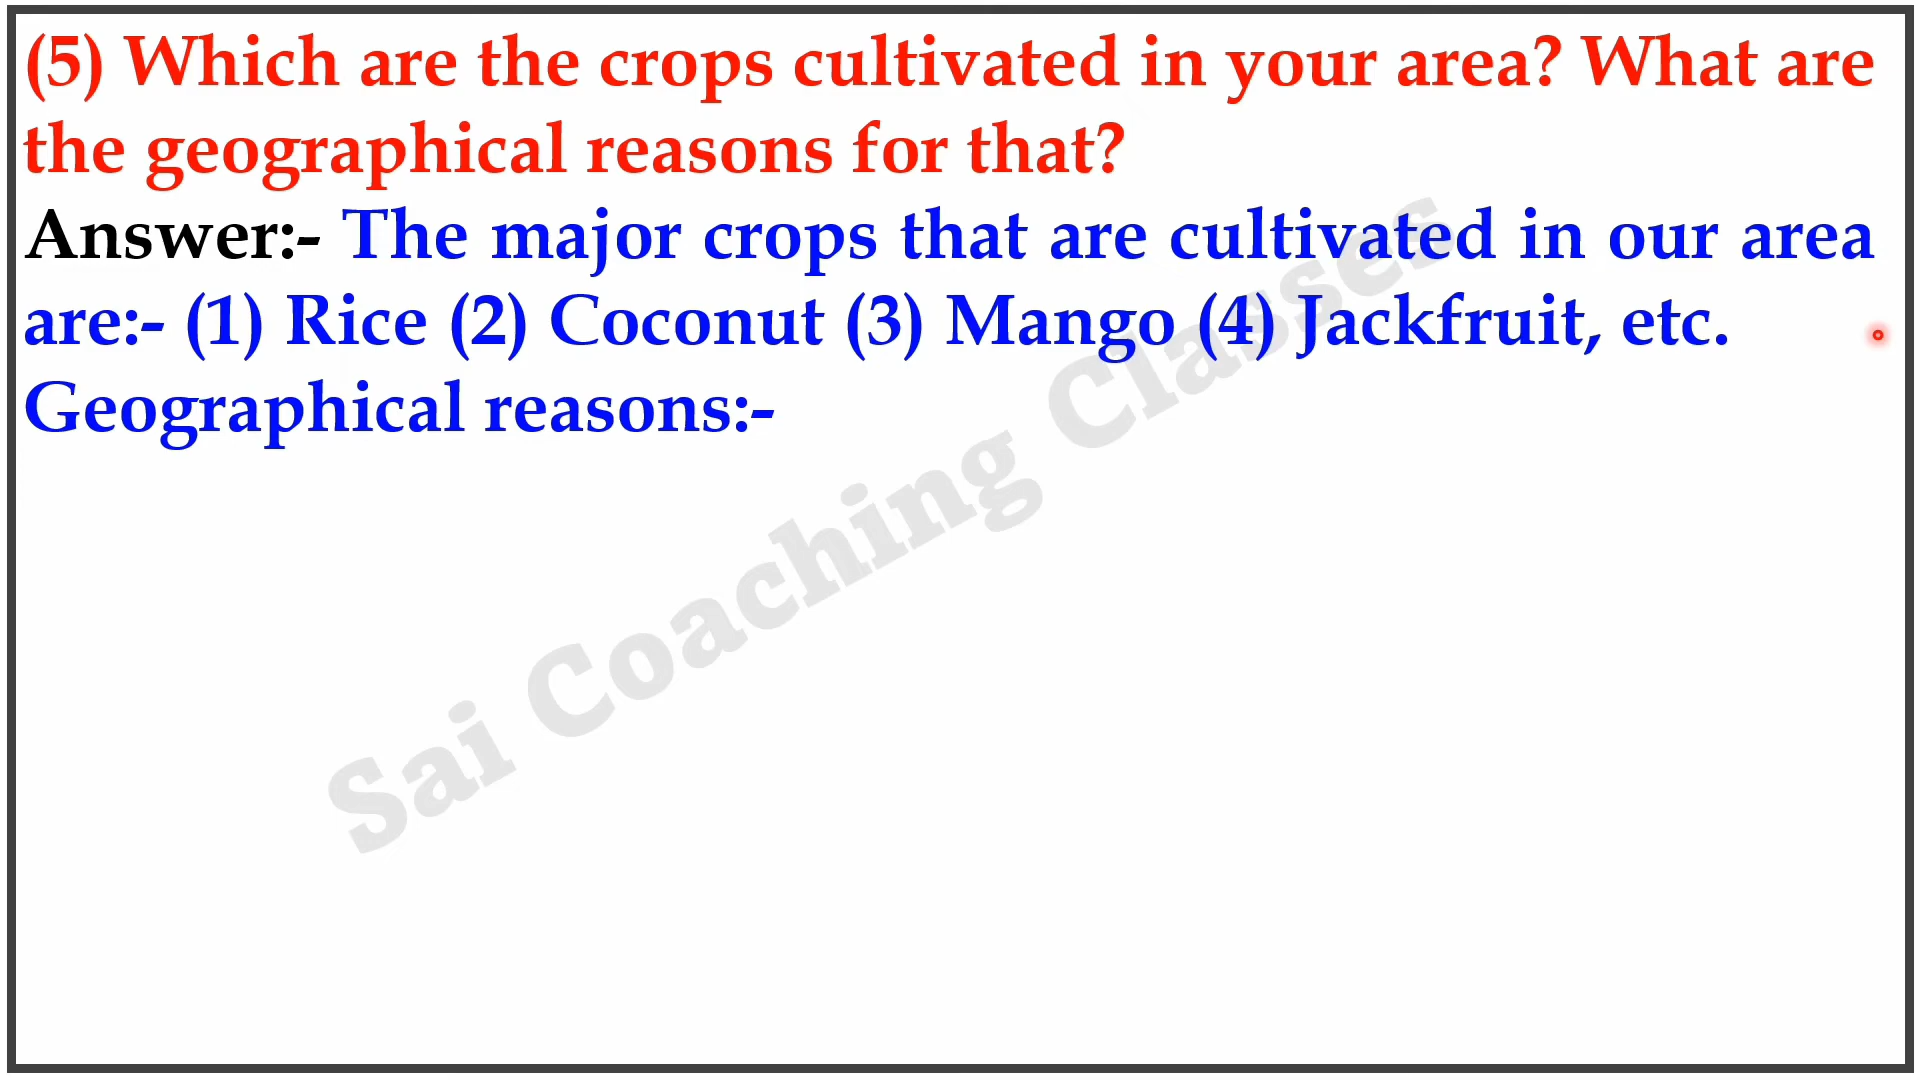 (5) Which are the crops cultivated in your area? What are
the geographical reasons for that?
Answer:- The major crops that are cultivated in our area
are:- (1) Rice (2) Coconut (3) Mango (4) Jackfruit, etc.
Geographical reasons:-
Sai Coaching Classes